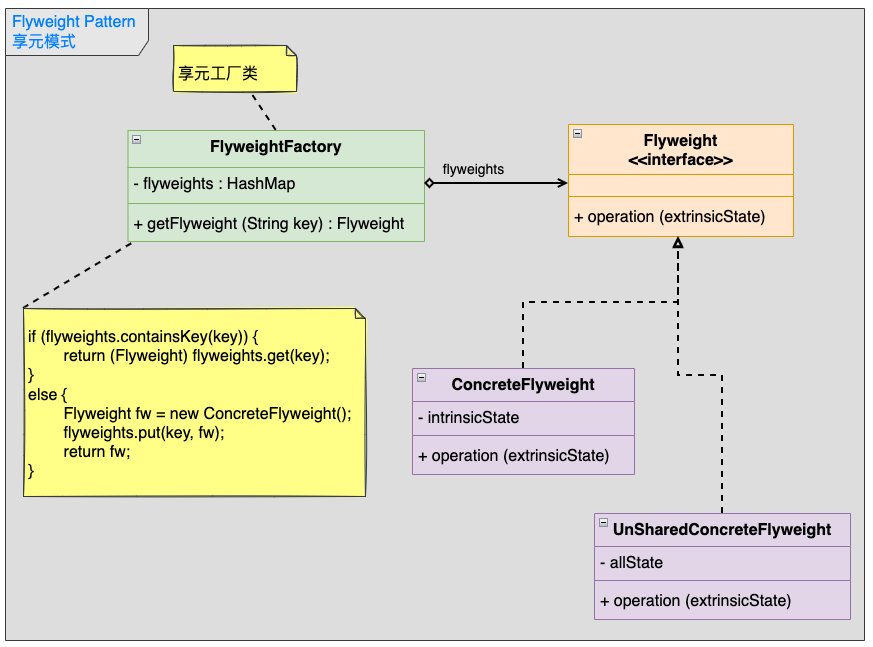 Flyweight Pattern
享元模式
享元工厂类
FlyweightFactory
- flyweights : HashMap
+ getFlyweight (String key) : Flyweight
flyweights
Flyweight
<<interface>>
+ operation (extrinsicState)
if (flyweights.containsKey(key)) {
return (Flyweight) flyweights.get(key);
}
else {
Flyweight fw = new ConcreteFlyweight();
flyweights.put(key, fw);
return fw;
}
ConcreteFlyweight
- intrinsicState
+ operation (extrinsicState)
UnSharedConcreteFlyweight
- allState
+ operation (extrinsicState)